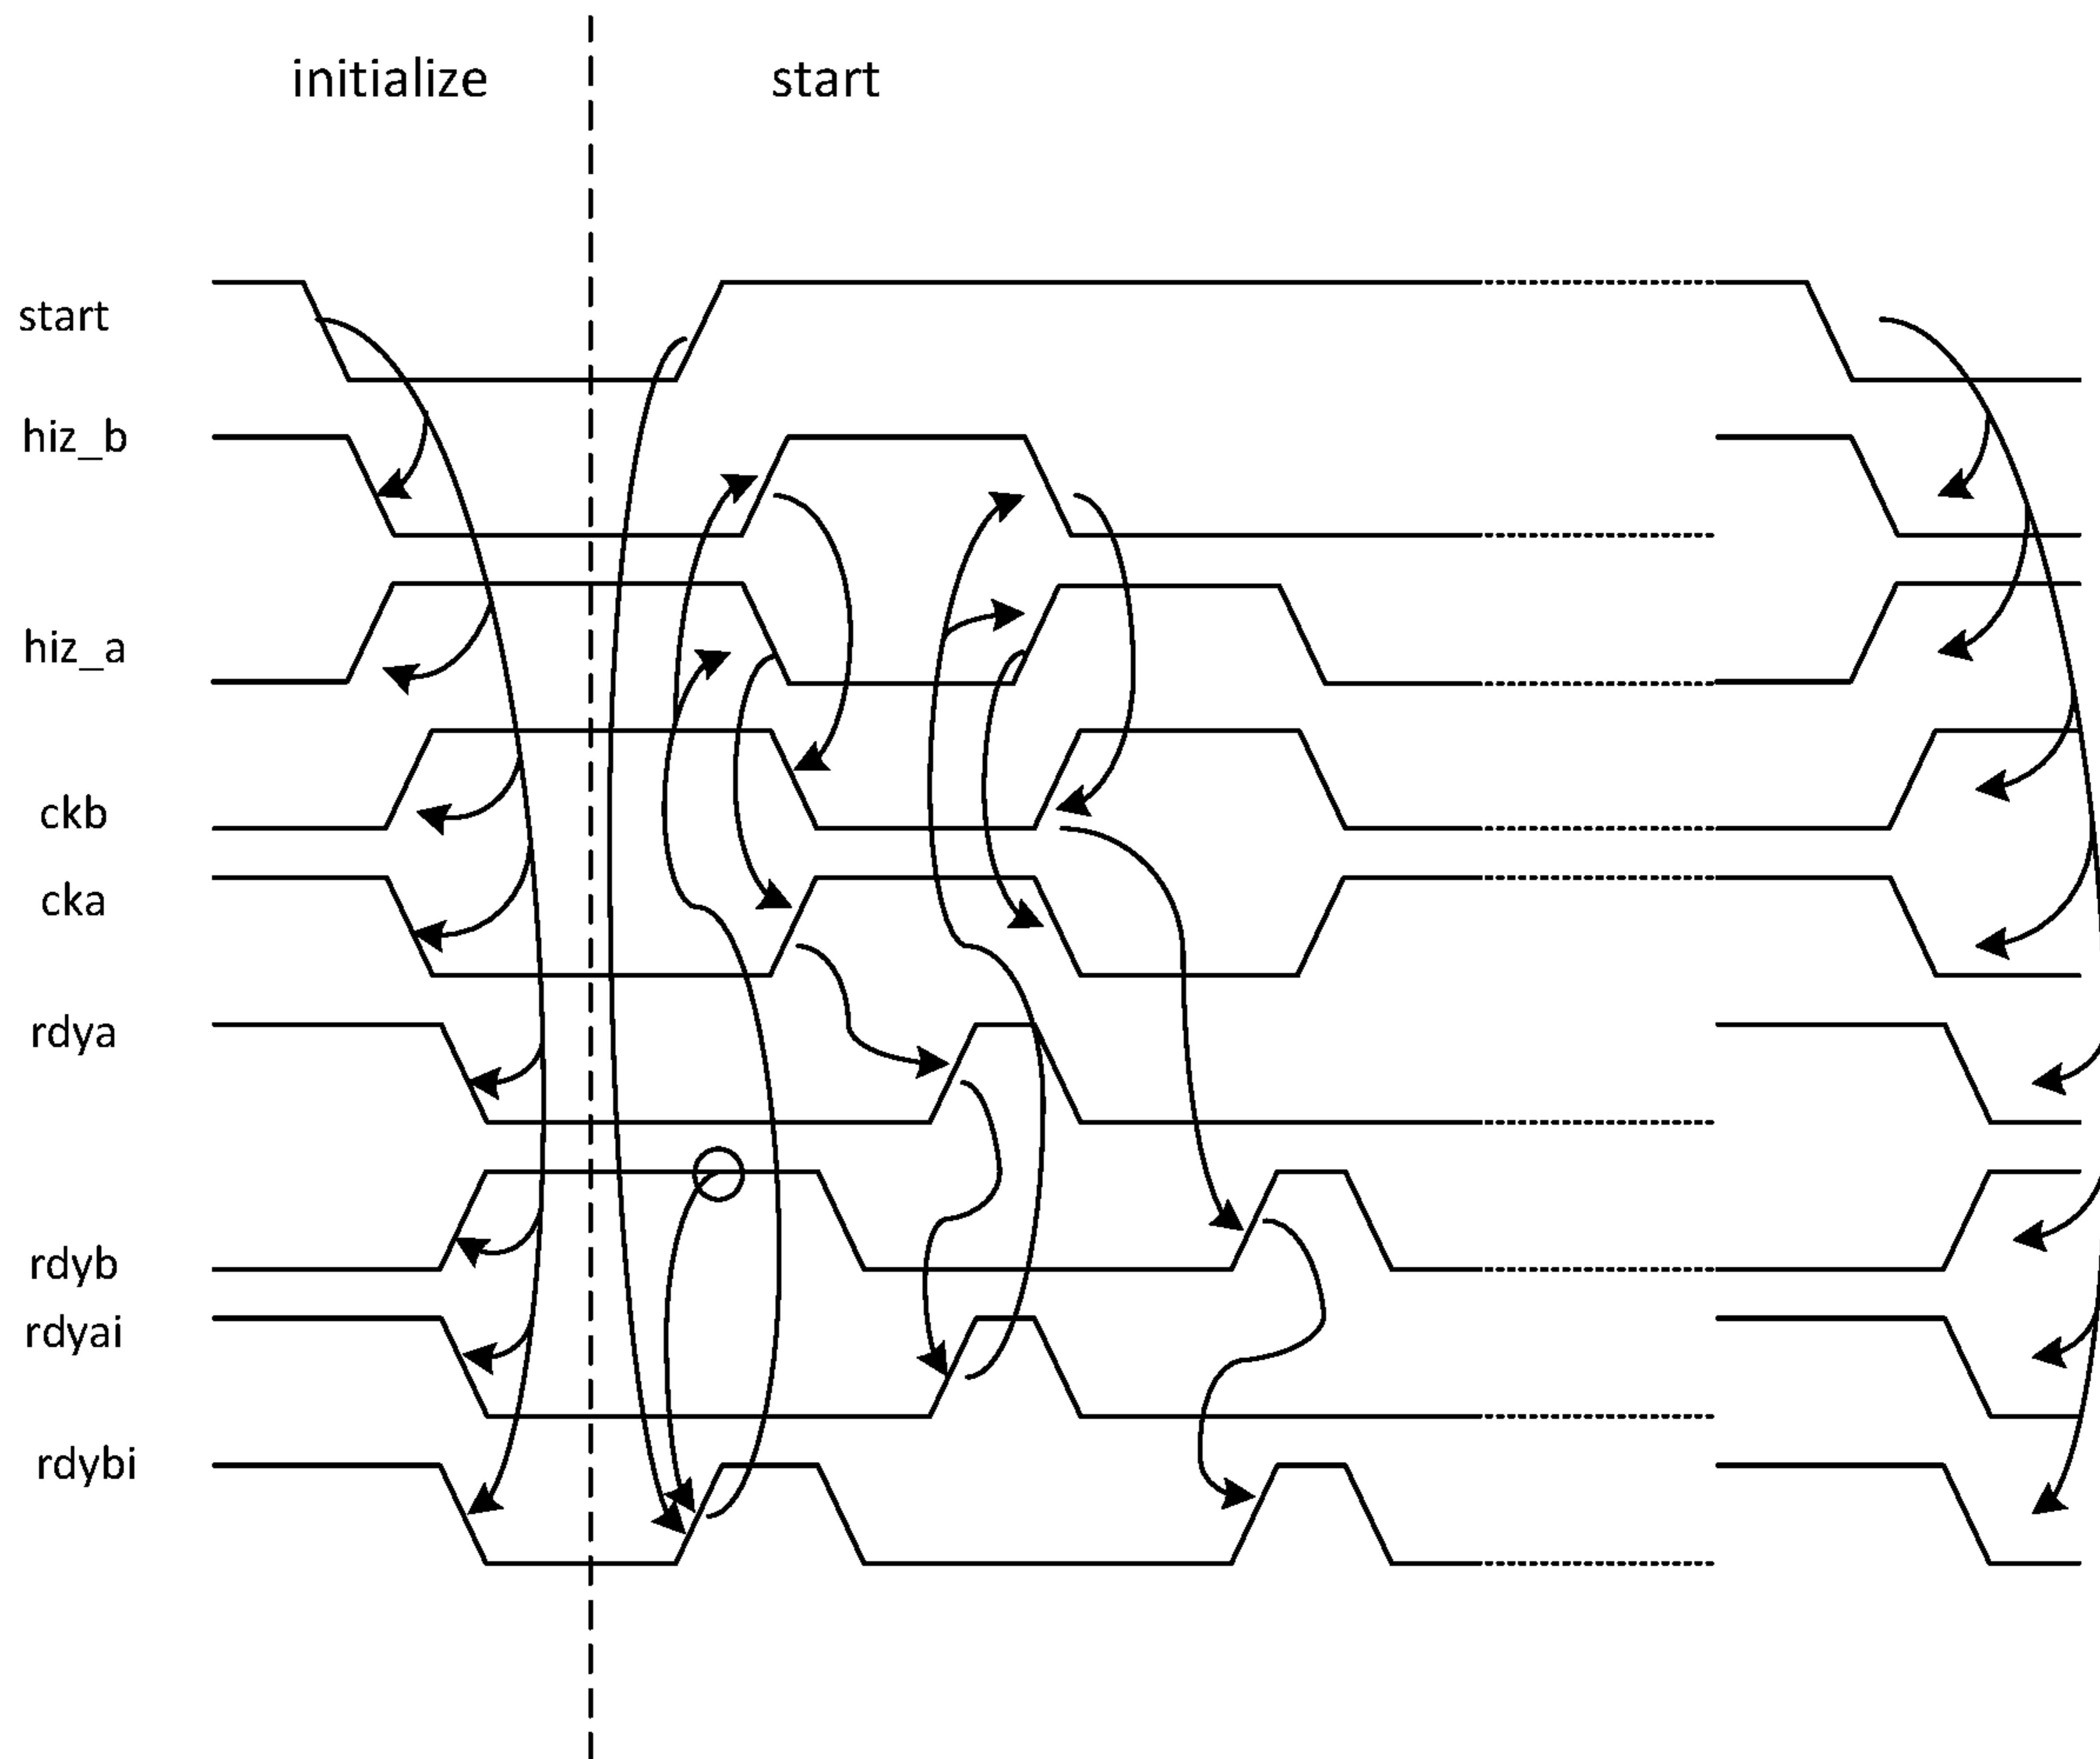 initialize
start
start
hiz_b
hiz_a
ckb
cka
rdya
rdyb
rdyai
rdybi